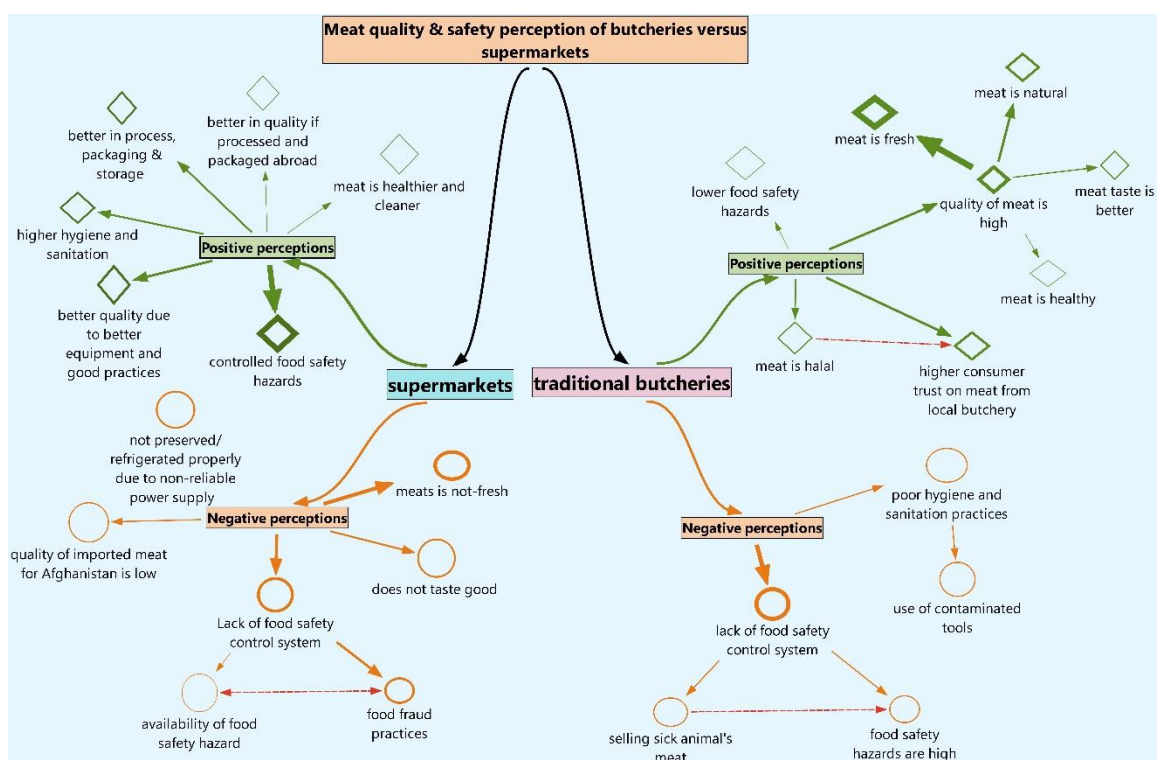 Meat quality & safety perception of butcheries versus
supermarkets
better in process,
packaging &
storage
better in quality if
processed and
packaged abroad
meat is healthier and
cleaner
higher hygiene and
sanitation
Positive perceptions
better quality due
to better
equipment and
good practices
controlled food safety
hazards
supermarkets
not preserved/
refrigerated properly
due to non-reliable
power supply
meats is not-fresh
Negative perceptions
quality of imported meat
for Afghanistan is low
does not taste good
Lack of food safety
control system
availability of food
safety hazard
food fraud
practices
meat is natural
meat is fresh
lower food safety
hazards
quality of meat is
high
meat taste is
better
Positive perceptions
meat is healthy
meat is halal
higher consumer
trust on meat from
local butchery
traditional butcheries
poor hygiene and
sanitation practices
Negative perceptions
use of contaminated
tools
lack of food safety
control system
selling sick animal's
meat
food safety
hazards are high